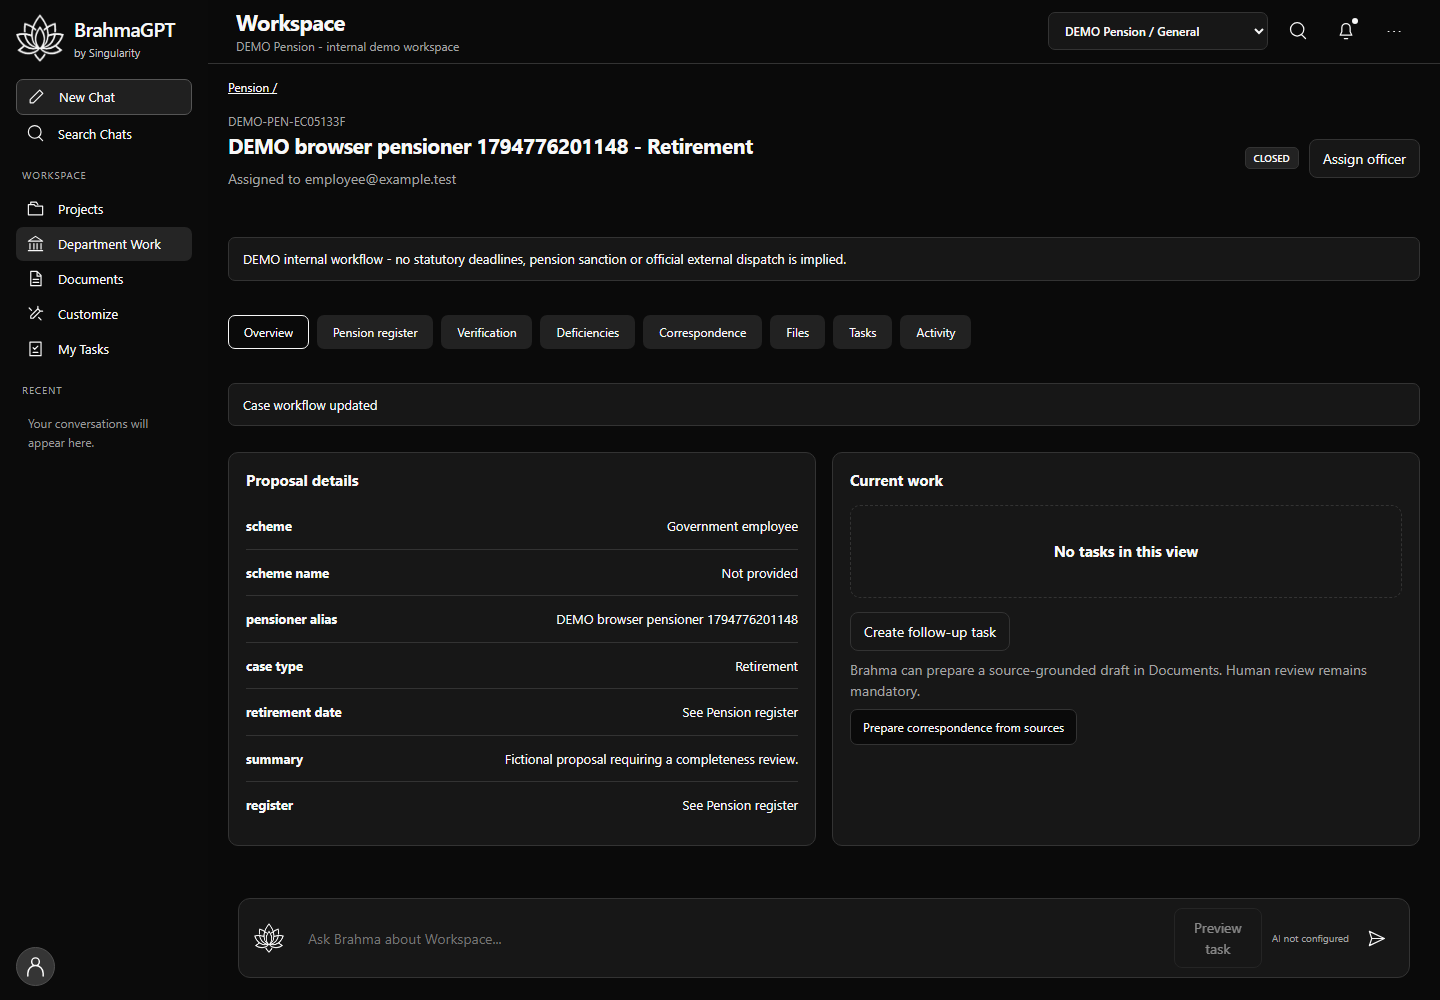 BrahmaGPT
by Singularity
New Chat
Search Chats
WORKSPACE
Projects
Department Work
Documents
Customize
My Tasks
RECENT
Your conversations will
appear here.
Workspace
DEMO Pension - internal demo workspace
DEMO Pension / General
Pension /
DEMO-PEN-EC05133F
DEMO browser pensioner 1794776201148 - Retirement
Assigned to employee@example.test
CLOSED
Assign officer
DEMO internal workflow - no statutory deadlines, pension sanction or official external dispatch is implied.
Overview
Pension register
Verification
Deficiencies
Correspondence
Files
Tasks
Activity
Case workflow updated
Proposal details
scheme
Government employee
scheme name
Not provided
pensioner alias
DEMO browser pensioner 1794776201148
case type
Retirement
retirement date
See Pension register
summary
Fictional proposal requiring a completeness review.
register
See Pension register
Current work
No tasks in this view
Create follow-up task
Brahma can prepare a source-grounded draft in Documents. Human review remains
mandatory.
Prepare correspondence from sources
Ask Brahma about Workspace...
Preview
task
AI not configured